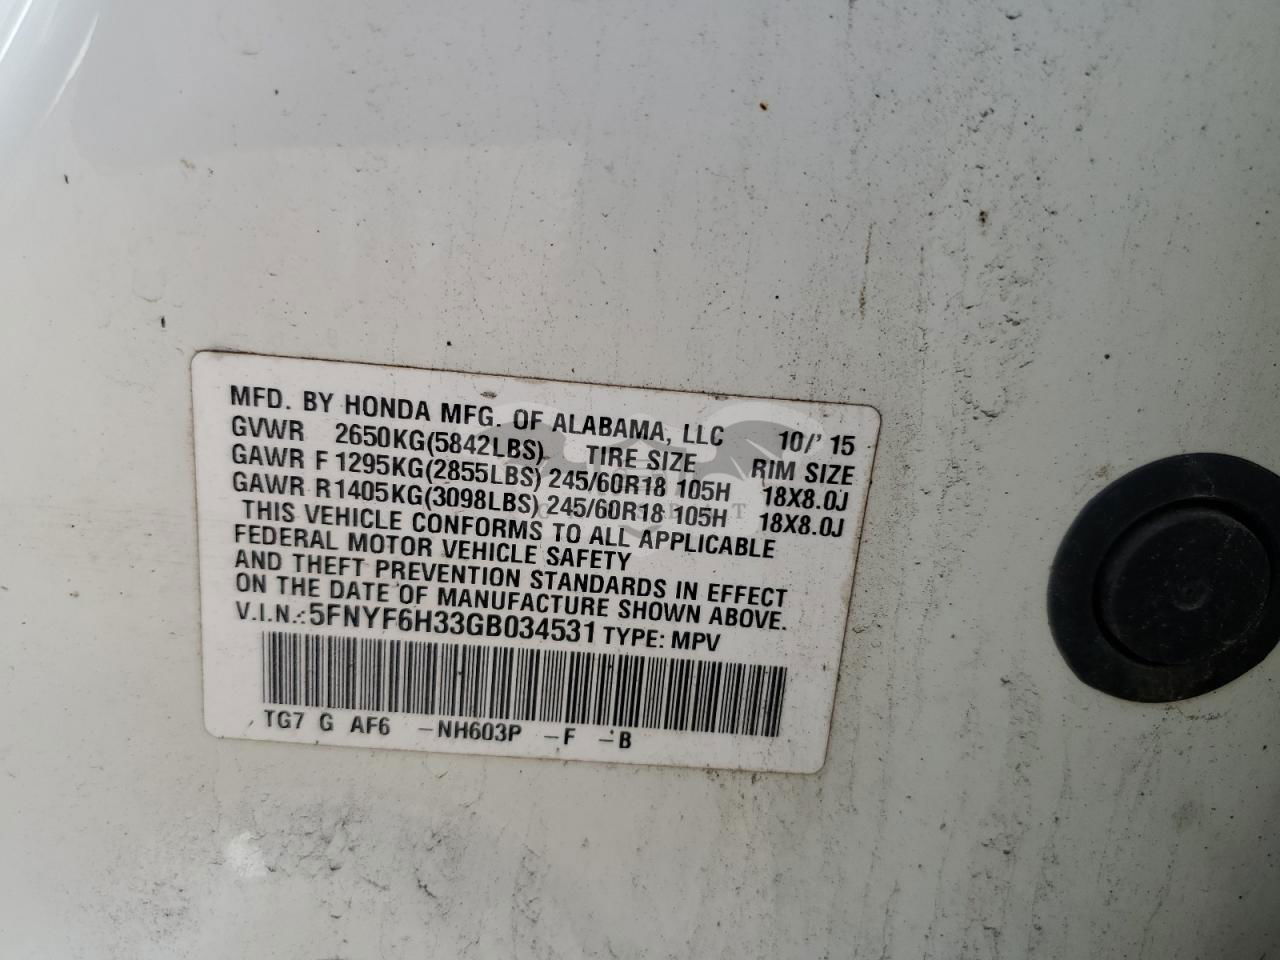 MFD. BY HONDA MFG. OF ALABAMA, LLC 10/'15
GVWR 2650KG(5842LBS) TIRE SIZE RIM SIZE
GAWR F 1295KG(2855LBS) 245/60R18 105H 18X8.0J
GAWR R 1405KG(3098LBS) 245/60R18 105H 18X8.0J
THIS VEHICLE CONFORMS TO ALL APPLICABLE
FEDERAL MOTOR VEHICLE SAFETY
AND THEFT PREVENTION STANDARDS IN EFFECT
ON THE DATE OF MANUFACTURE SHOWN ABOVE.
V.I.N.:5FNYF6H33GB034531 TYPE: MPV
TG7 G AF6 -NH603P -F -B